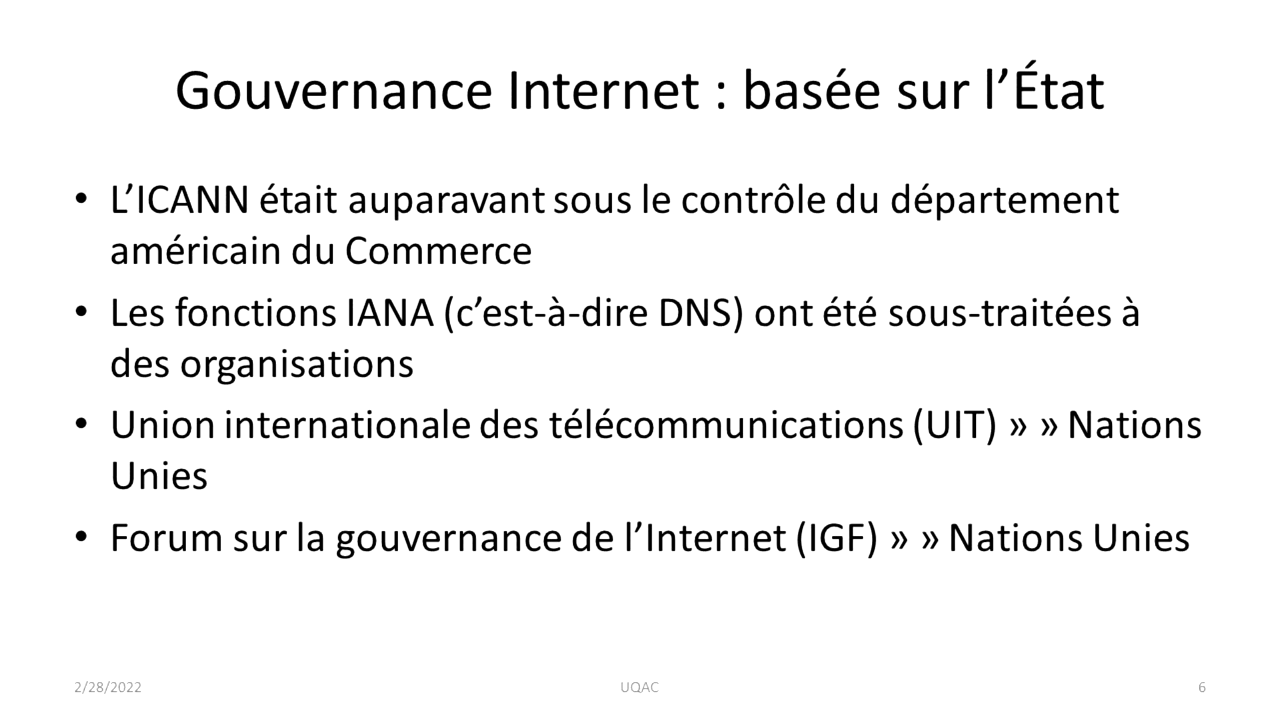 Gouvernance Internet : basée sur l’État
• L’ICANN était auparavant sous le contrôle du département
américain du Commerce
• Les fonctions IANA (c’est-à-dire DNS) ont été sous-traitées à
des organisations
• Union internationale des télécommunications (UIT) » » Nations
Unies
• Forum sur la gouvernance de l’Internet (IGF) » » Nations Unies
2/28/2022
UQAC
6